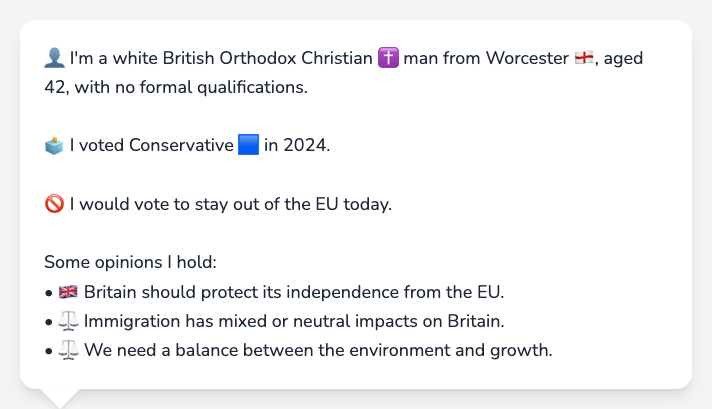 👤 I'm a white British Orthodox Christian ✝️ man from Worcester 🏴󠁧󠁢󠁥󠁮󠁧󠁿, aged
42, with no formal qualifications.
🗳️ I voted Conservative 🟦 in 2024.
🚫 I would vote to stay out of the EU today.
Some opinions I hold:
• 🇬🇧 Britain should protect its independence from the EU.
• ⚖️ Immigration has mixed or neutral impacts on Britain.
• ⚖️ We need a balance between the environment and growth.